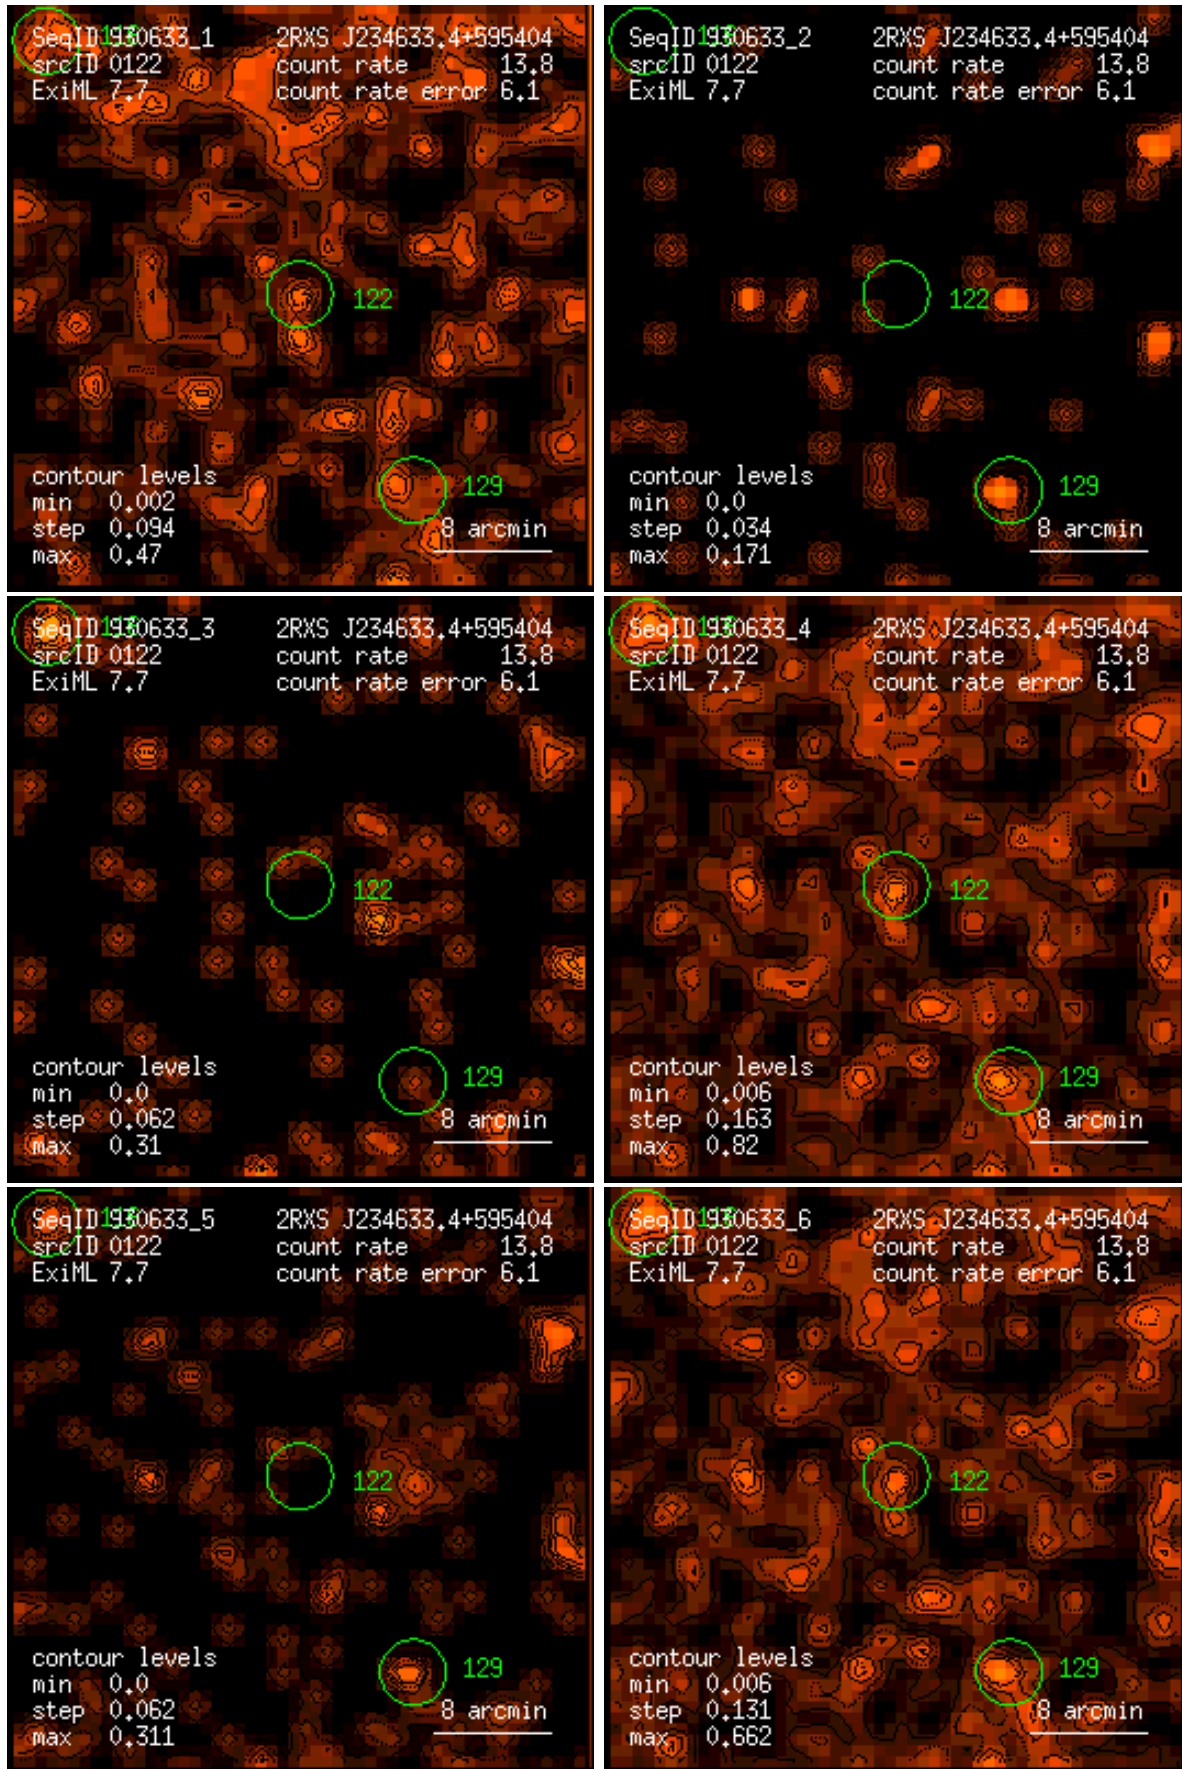 SeqID 930633_1 2RXS J234633.4+595404
srcID 0122 count rate 13.8
ExiML 7.7 count rate error 6.1
122
contour levels
129
min 0.002
step 0.094 8 arcmin
max 0.47
SeqID 930633_2 2RXS J234633.4+595404
srcID 0122 count rate 13.8
ExiML 7.7 count rate error 6.1
122
contour levels
129
min 0.0
step 0.034 8 arcmin
max 0.171
SeqID 930633_3 2RXS J234633.4+595404
srcID 0122 count rate 13.8
ExiML 7.7 count rate error 6.1
122
contour levels
129
min 0.0
step 0.062 8 arcmin
max 0.31
SeqID 930633_4 2RXS J234633.4+595404
srcID 0122 count rate 13.8
ExiML 7.7 count rate error 6.1
122
contour levels
129
min 0.006
step 0.163 8 arcmin
max 0.82
SeqID 930633_5 2RXS J234633.4+595404
srcID 0122 count rate 13.8
ExiML 7.7 count rate error 6.1
122
contour levels
129
min 0.0
step 0.062 8 arcmin
max 0.311
SeqID 930633_6 2RXS J234633.4+595404
srcID 0122 count rate 13.8
ExiML 7.7 count rate error 6.1
122
contour levels
129
min 0.006
step 0.131 8 arcmin
max 0.662